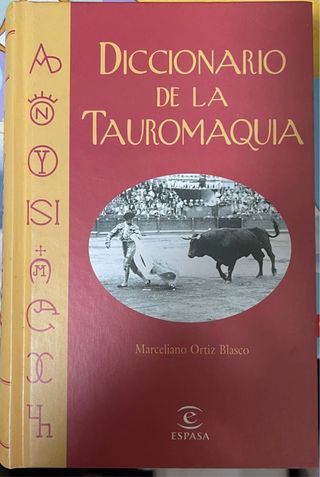 DICCIONARIO
DE LA
TAUROMAQUIA
Marceliano Ortiz Blasco
e
ESPASA